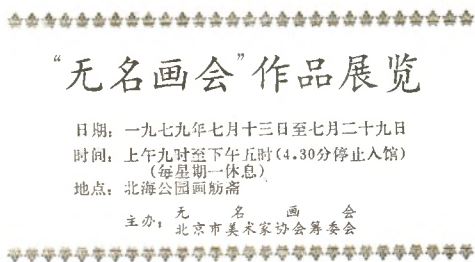 “无名画会”作品展览
日期：一九七九年七月十三日至七月二十九日
时间：上午九时至下午五时(4.30分停止入馆)
(每星期一休息)
地点：北海公园画舫斋
主办：无名画会
北京市美术家协会筹委会